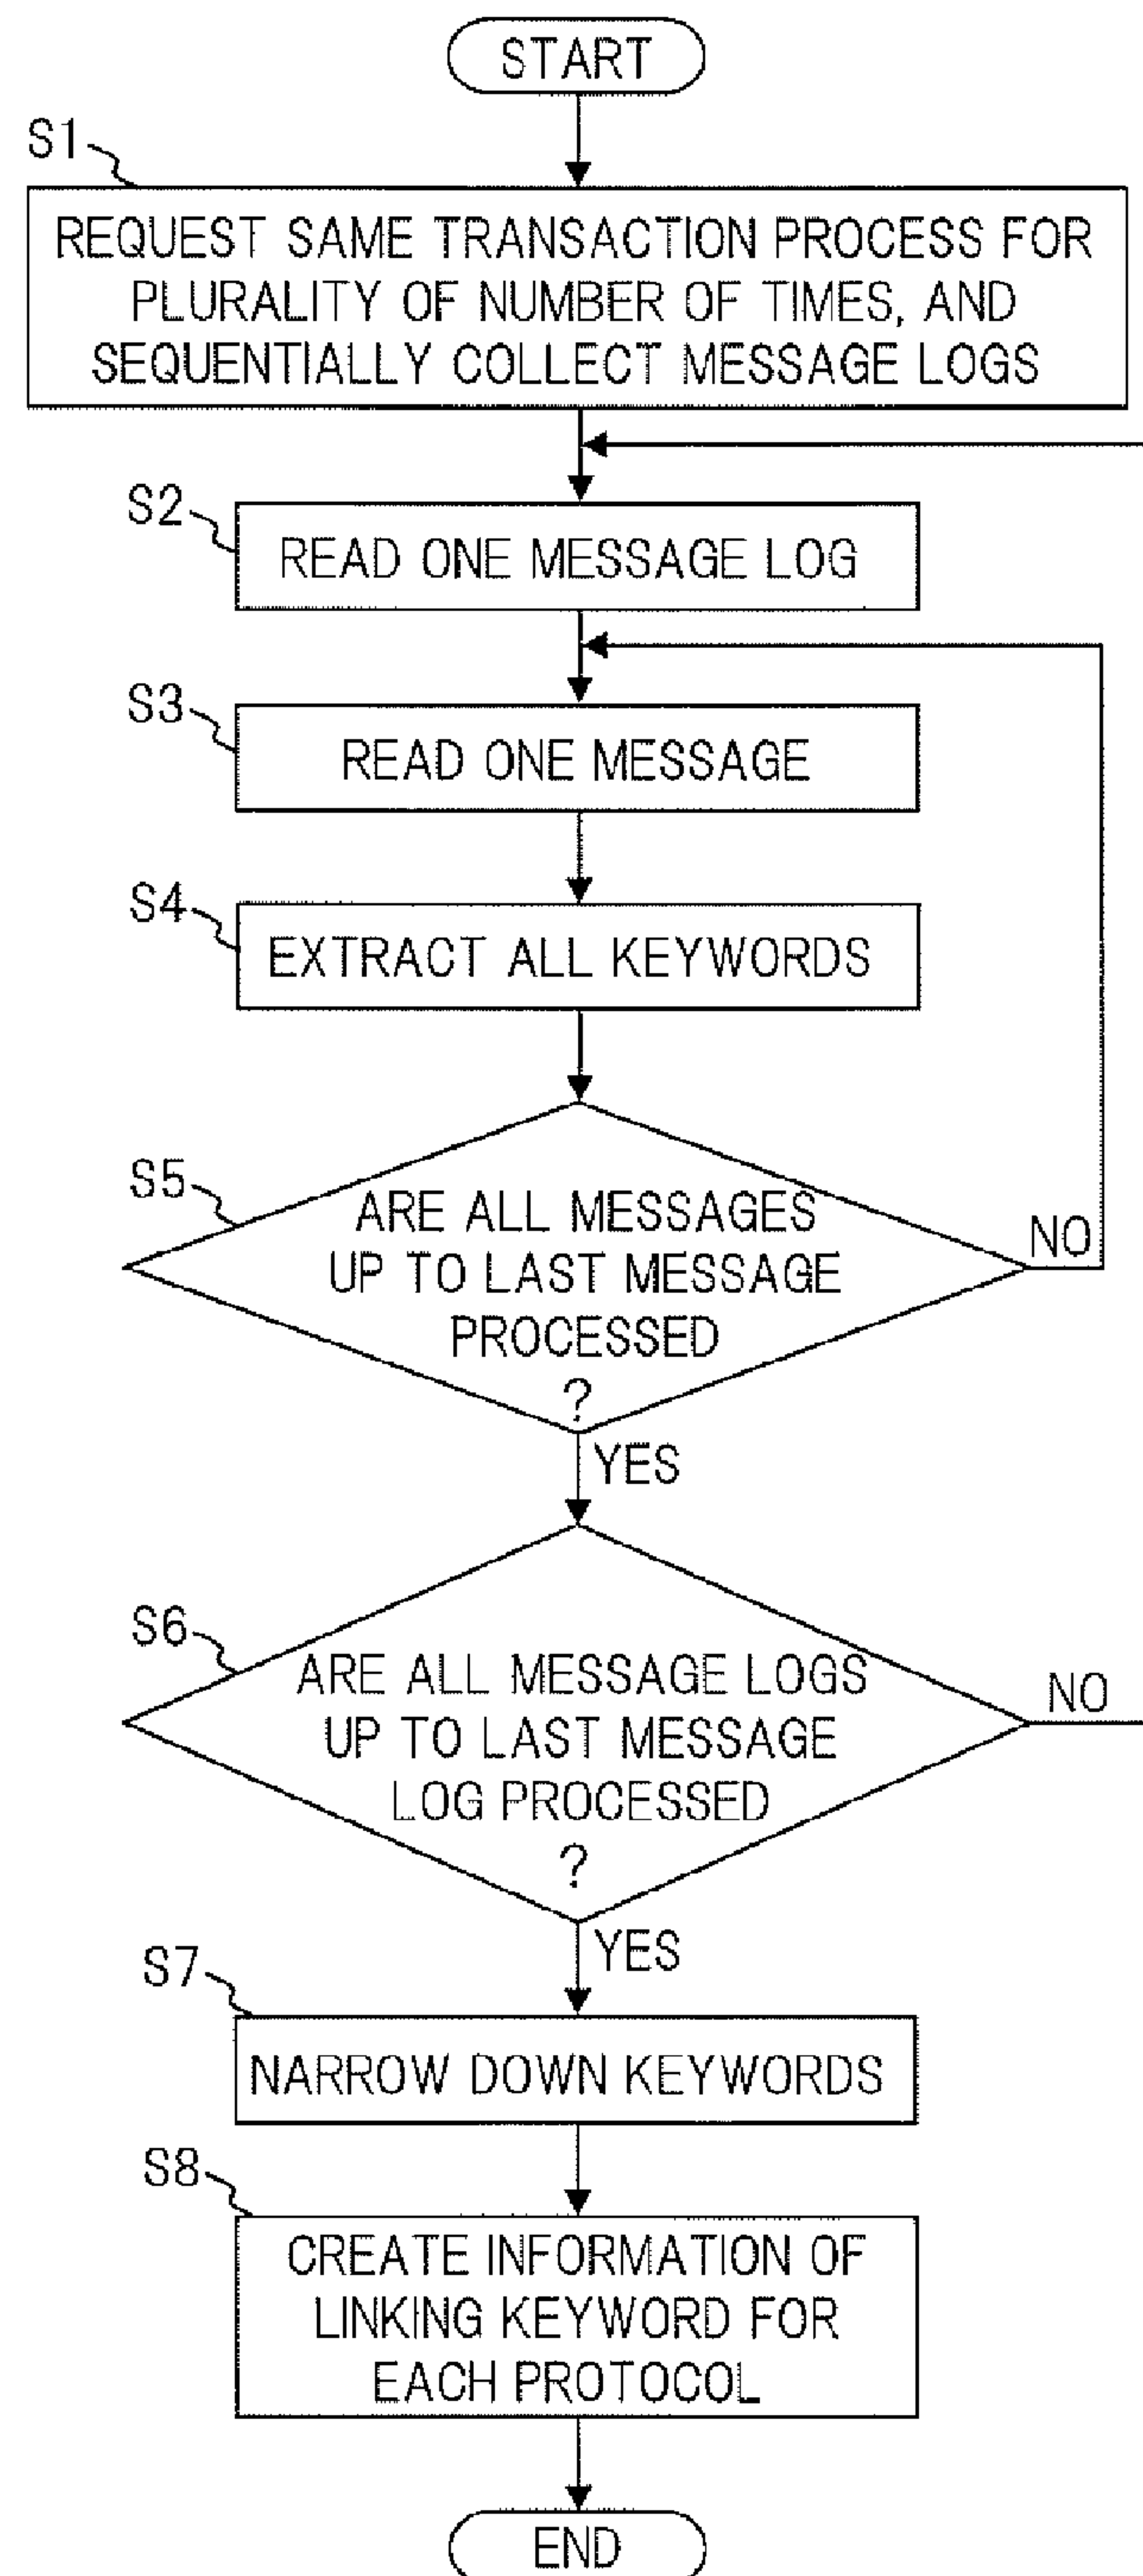 START
S1
REQUEST SAME TRANSACTION PROCESS FOR
PLURALITY OF NUMBER OF TIMES, AND
SEQUENTIALLY COLLECT MESSAGE LOGS
S2
READ ONE MESSAGE LOG
S3
READ ONE MESSAGE
S4
EXTRACT ALL KEYWORDS
S5
ARE ALL MESSAGES
UP TO LAST MESSAGE
PROCESSED
?
NO
YES
S6
ARE ALL MESSAGE LOGS
UP TO LAST MESSAGE
LOG PROCESSED
?
NO
YES
S7
NARROW DOWN KEYWORDS
S8
CREATE INFORMATION OF
LINKING KEYWORD FOR
EACH PROTOCOL
END